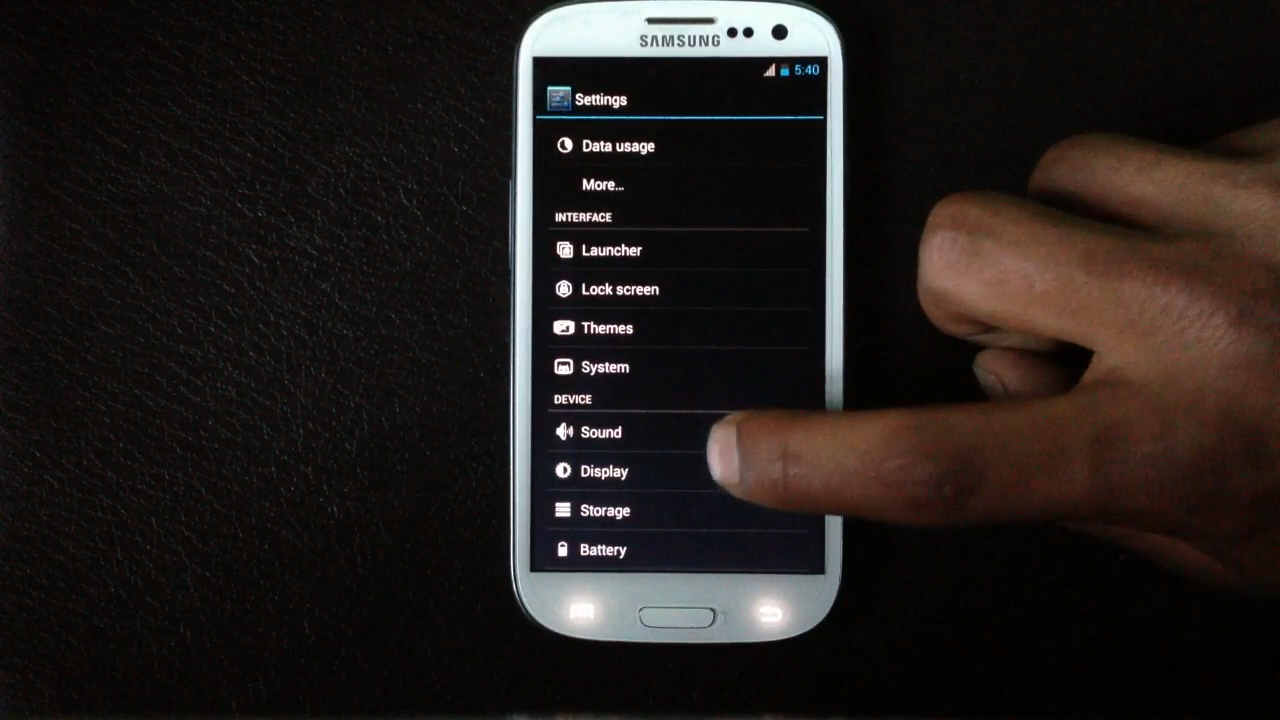 SAMSUNG
5:40
Settings
Data usage
More...
INTERFACE
Launcher
Lock screen
Themes
System
DEVICE
Sound
Display
Storage
Battery